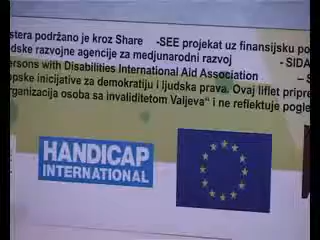 stera podržano je kroz Share -SEE projekat uz finansijsku po
dske razvojne agencije za medjunarodni razvoj - SIDA
ersons with Disabilities International Aid Association – S
opske inicijative za demokratiju i ljudska prava. Ovaj liflet pripre
rganizacija osoba sa invaliditetom Valjeva“ i ne reflektuje pogle
HANDICAP
INTERNATIONAL